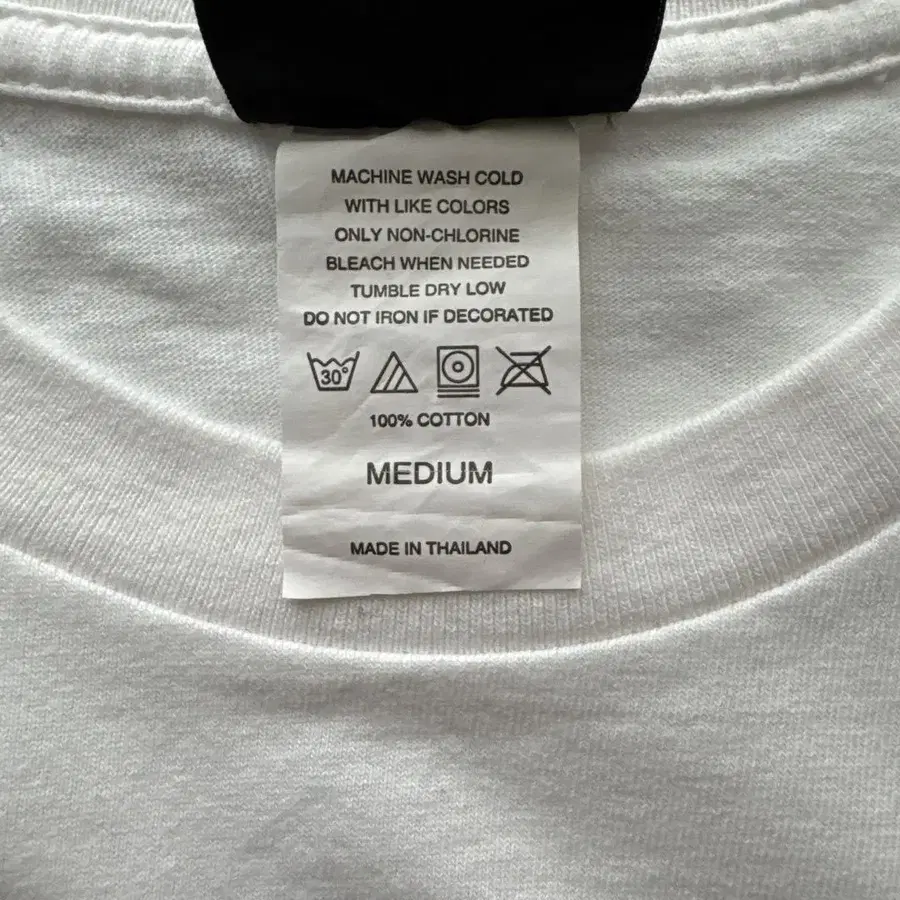 MACHINE WASH COLD
WITH LIKE COLORS
ONLY NON-CHLORINE
BLEACH WHEN NEEDED
TUMBLE DRY LOW
DO NOT IRON IF DECORATED
30°
100% COTTON
MEDIUM
MADE IN THAILAND